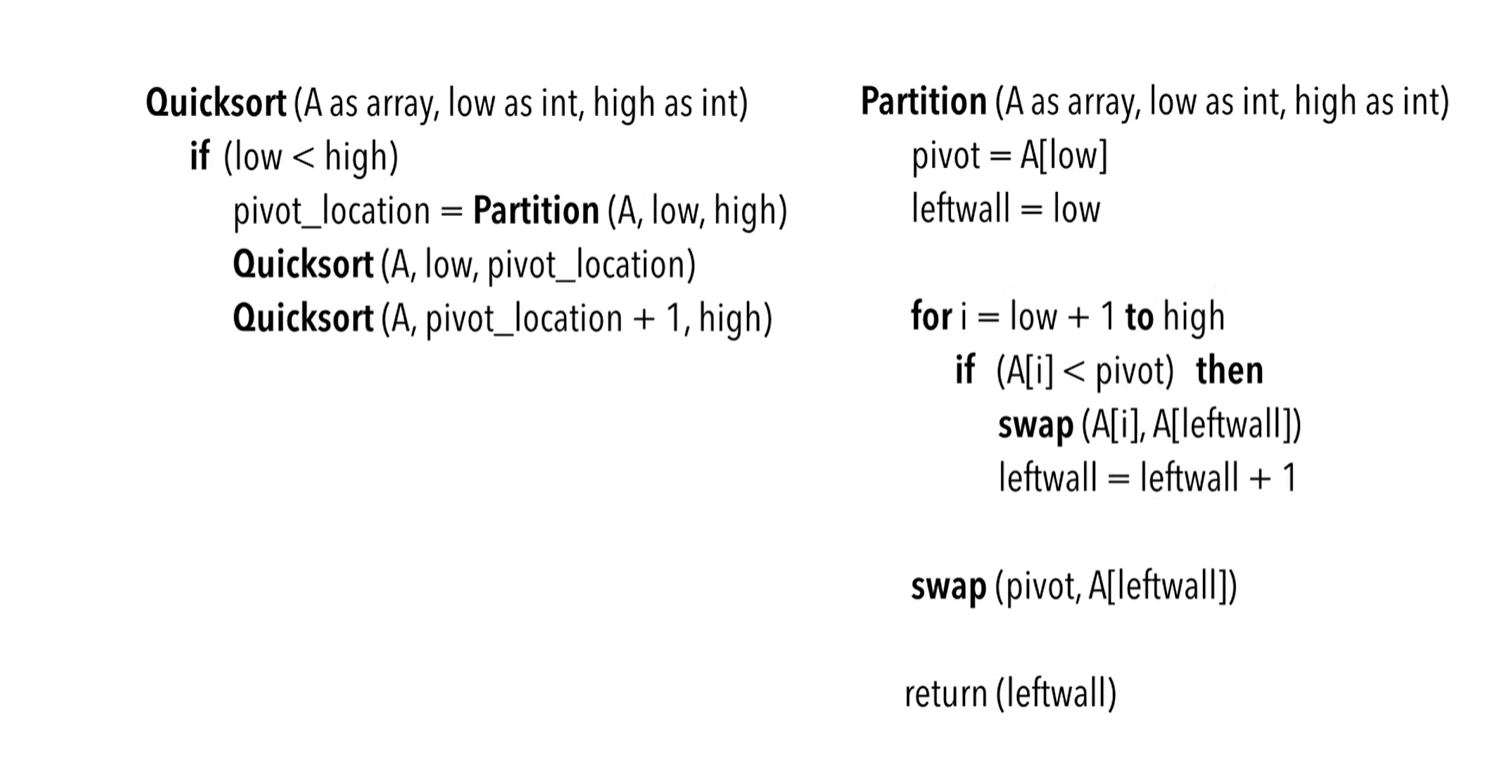 Quicksort (A as array, low as int, high as int)
if (low < high)
pivot_location = Partition (A, low, high)
Quicksort (A, low, pivot_location)
Quicksort (A, pivot_location + 1, high)
Partition (A as array, low as int, high as int)
pivot = A[low]
leftwall = low
for i = low + 1 to high
if (A[i] < pivot) then
swap (A[i], A[leftwall])
leftwall = leftwall + 1
swap (pivot, A[leftwall])
return (leftwall)